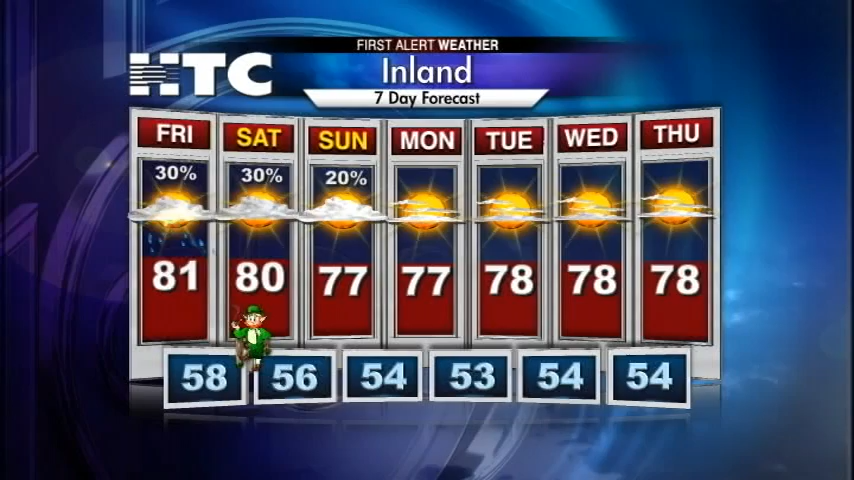 FIRST ALERT WEATHER
HTC
Inland
7 Day Forecast
FRI SAT SUN MON TUE WED THU
30% 30% 20%
81 80 77 77 78 78 78
58 56 54 53 54 54